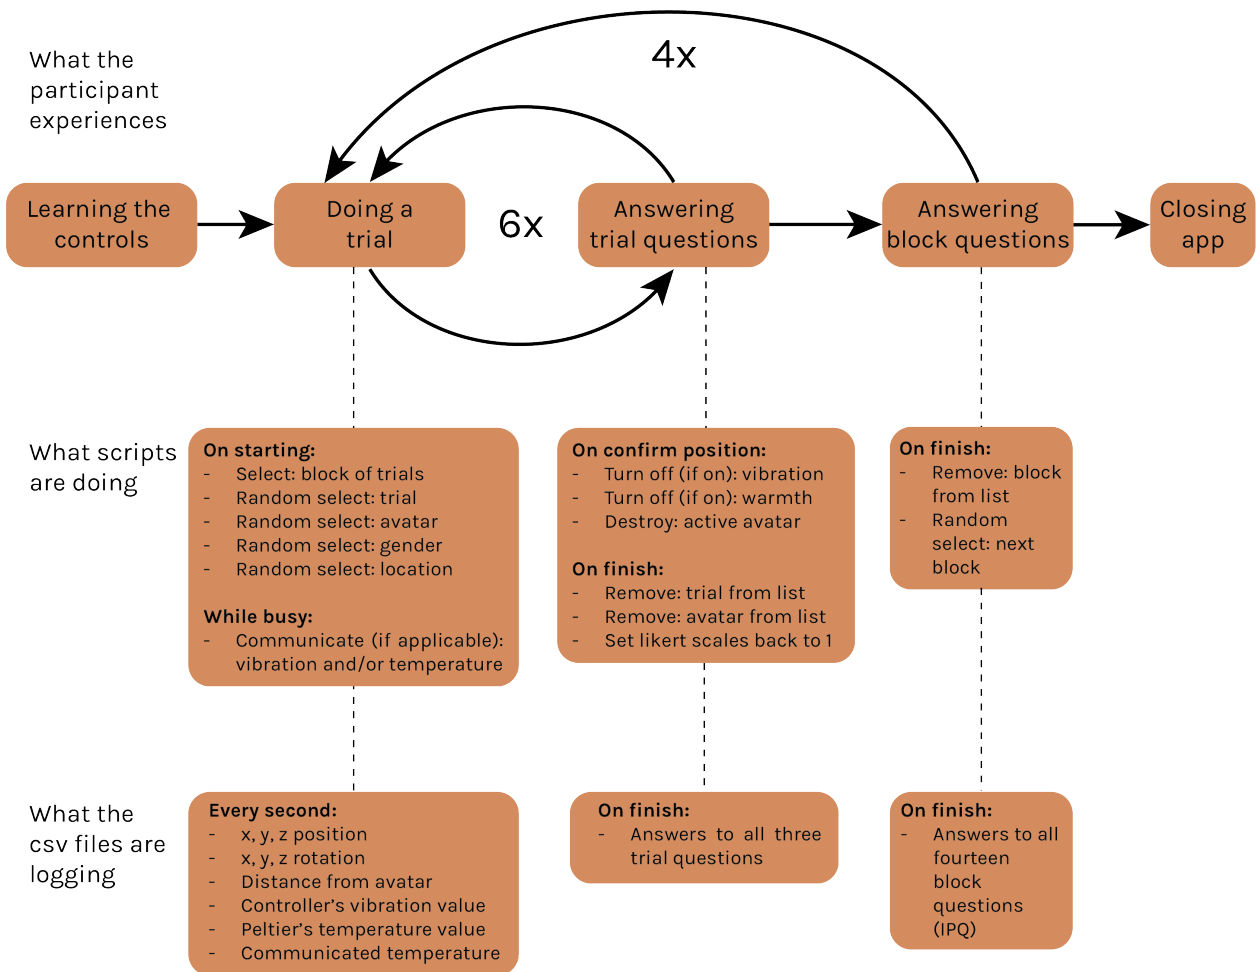 What the
participant
experiences
4x
Learning the
controls
Doing a
trial
6x
Answering
trial questions
Answering
block questions
Closing
app
What scripts
are doing
On starting:
- Select: block of trials
- Random select: trial
- Random select: avatar
- Random select: gender
- Random select: location
While busy:
- Communicate (if applicable):
vibration and/or temperature
On confirm position:
- Turn off (if on): vibration
- Turn off (if on): warmth
- Destroy: active avatar
On finish:
- Remove: trial from list
- Remove: avatar from list
- Set likert scales back to 1
On finish:
- Remove: block
from list
- Random
select: next
block
What the
csv files are
logging
Every second:
- x, y, z position
- x, y, z rotation
- Distance from avatar
- Controller's vibration value
- Peltier's temperature value
- Communicated temperature
On finish:
- Answers to all three
trial questions
On finish:
- Answers to all
fourteen
block
questions
(IPQ)